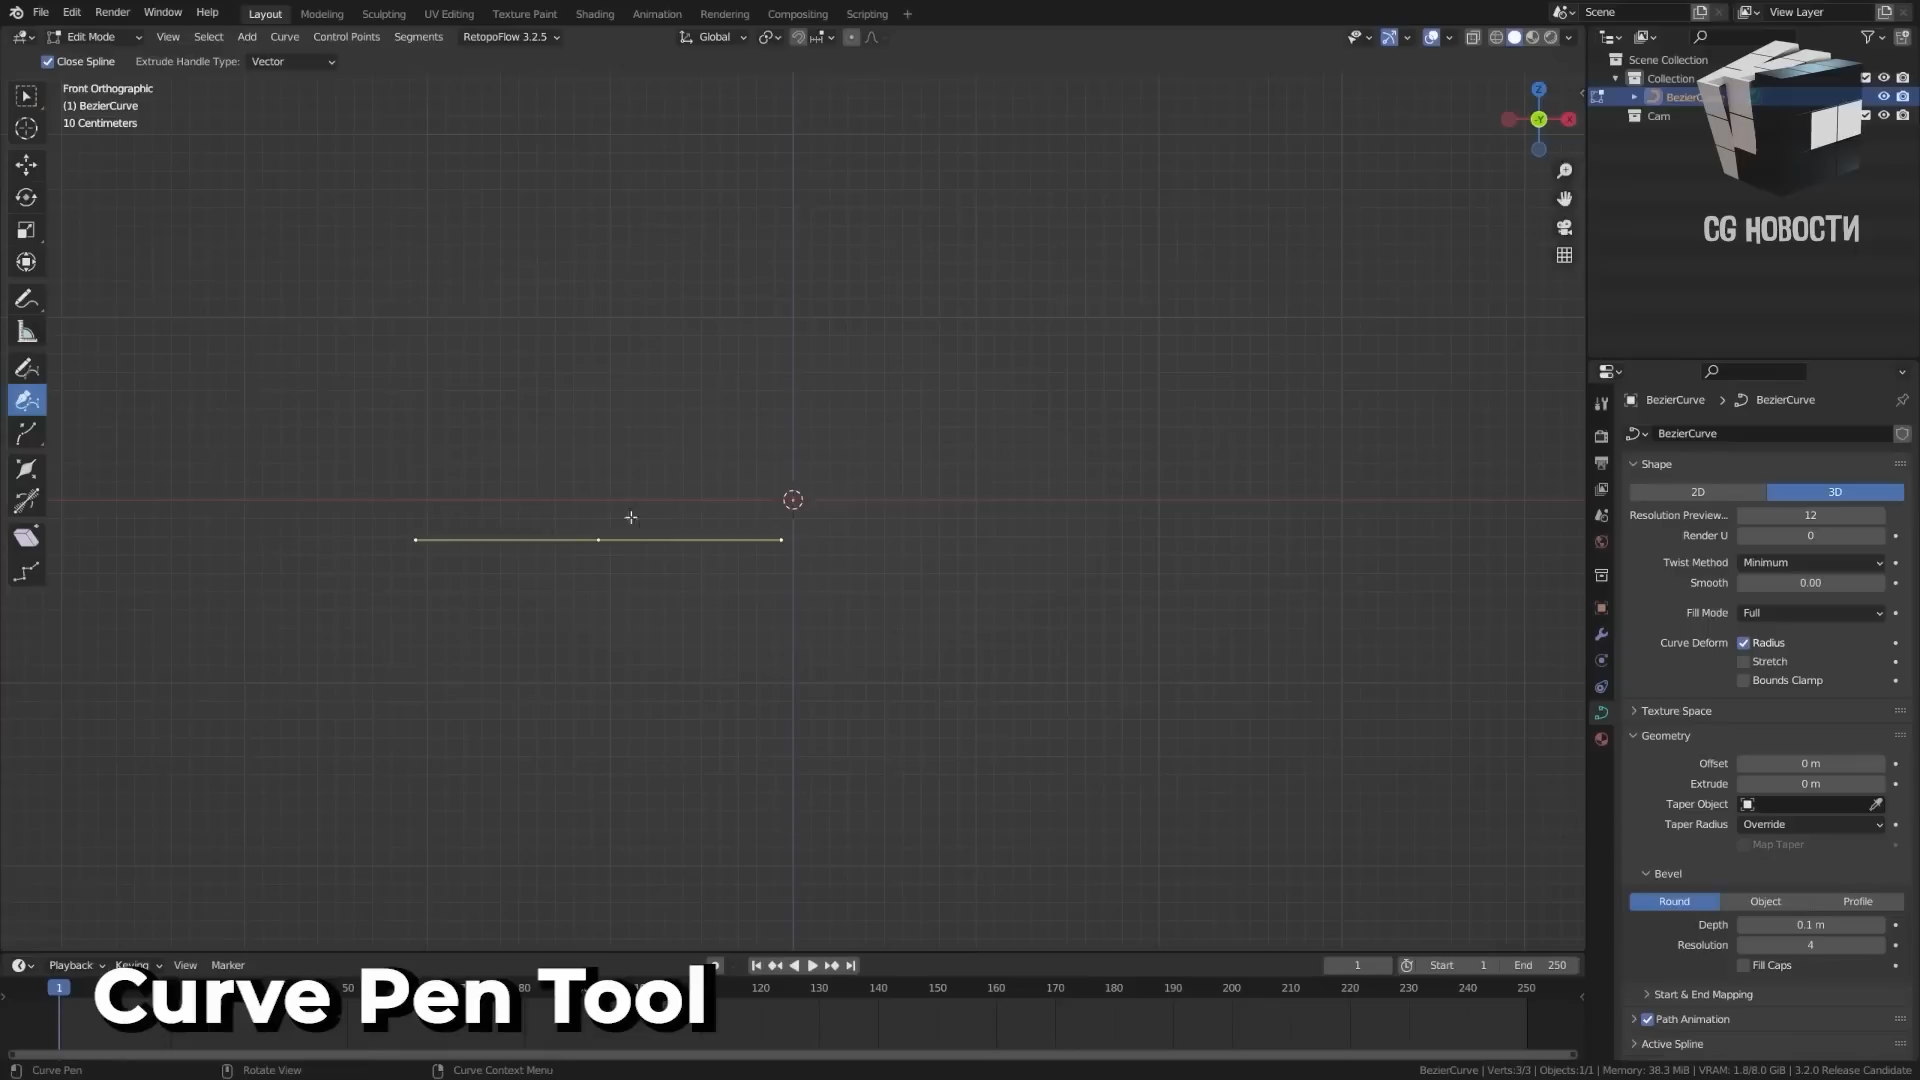 File Edit Render Window Help Layout Modeling Sculpting UV Editing Texture Paint Shading Animation Rendering Compositing Scripting + Scene View Layer
Edit Mode View Select Add Curve Control Points Segments RetopoFlow 3.2.5 Global
Close Spline Extrude Handle Type: Vector
Scene Collection
Collection
BezierCurve
Cam
Front Orthographic
(1) BezierCurve
10 Centimeters
Z
-Y
X
CG НОВОСТИ
BezierCurve > BezierCurve
BezierCurve
Shape
2D 3D
Resolution Preview... 12
Render U 0
Twist Method Minimum
Smooth 0.00
Fill Mode Full
Curve Deform Radius
Stretch
Bounds Clamp
Texture Space
Geometry
Offset 0 m
Extrude 0 m
Taper Object
Taper Radius Override
Map Taper
Bevel
Round Object Profile
Depth 0.1 m
Resolution 4
Fill Caps
Start & End Mapping
Path Animation
Active Spline
Playback Keying View Marker 1 Start 1 End 250
1 50 80 90 100 110 120 130 140 150 160 170 180 190 200 210 220 230 240 250
Curve Pen Tool
Curve Pen Rotate View Curve Context Menu BezierCurve | Verts:3/3 | Objects:1/1 | Memory: 38.3 MiB | VRAM: 1.8/8.0 GiB | 3.2.0 Release Candidate